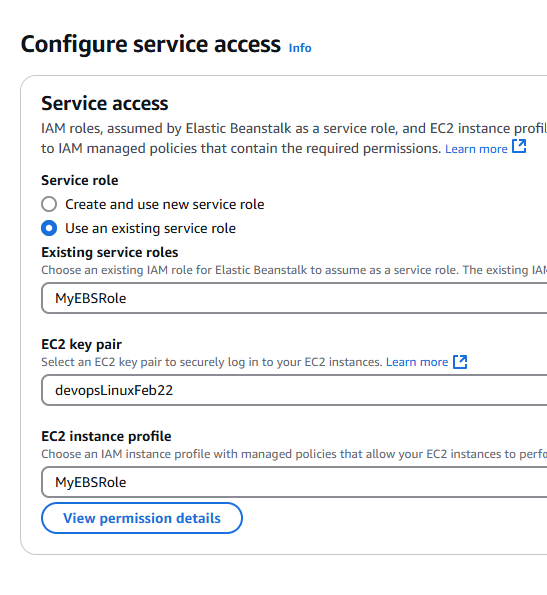 Configure service access Info
Service access
IAM roles, assumed by Elastic Beanstalk as a service role, and EC2 instance
to IAM managed policies that contain the required permissions. Learn more
Service role
Create and use new service role
Use an existing service role
Existing service roles
Choose an existing IAM role for Elastic Beanstalk to assume as a service role. The existing IAM
MyEBSRole
EC2 key pair
Select an EC2 key pair to securely log in to your EC2 instances. Learn more
devopsLinuxFeb22
EC2 instance profile
Choose an IAM instance profile with managed policies that allow your EC2 instances to
MyEBSRole
View permission details